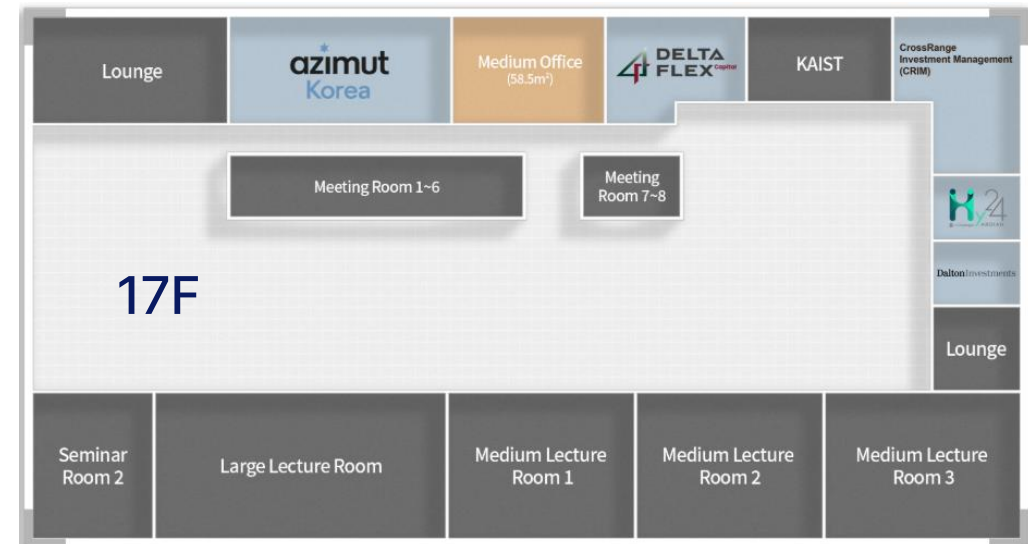 Lounge
azimut
Korea
Medium Office
(58.5m²)
DELTA
FLEX Capital
KAIST
CrossRange
Investment Management
(CRIM)
Meeting Room 1~6
Meeting
Room 7~8
Hy24
Dalton Investments
17F
Lounge
Seminar
Room 2
Large Lecture Room
Medium Lecture
Room 1
Medium Lecture
Room 2
Medium Lecture
Room 3